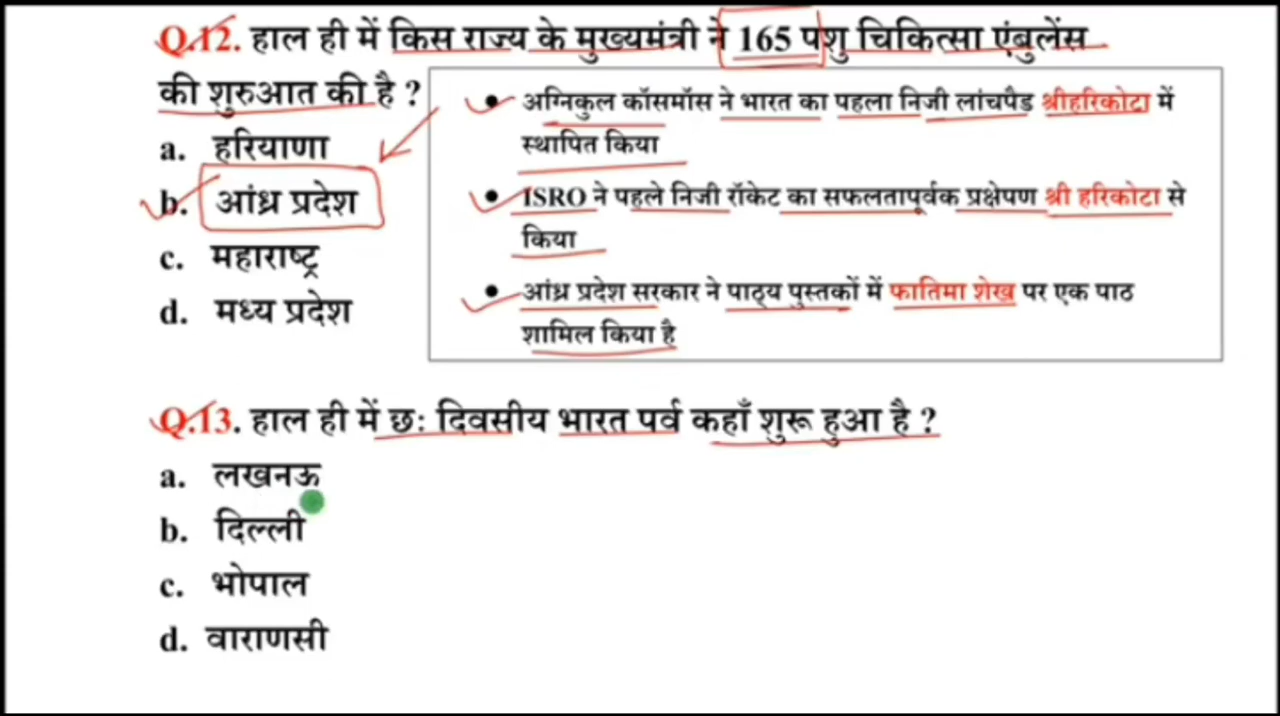 Q.12. हाल ही में किस राज्य के मुख्यमंत्री ने 165 पशु चिकित्सा एंबुलेंस
की शुरुआत की है ?
a. हरियाणा
b. आंध्र प्रदेश
c. महाराष्ट्र
d. मध्य प्रदेश
• अग्निकुल कॉसमॉस ने भारत का पहला निजी लांचपैड श्रीहरिकोटा में
स्थापित किया
• ISRO ने पहले निजी रॉकेट का सफलतापूर्वक प्रक्षेपण श्री हरिकोटा से
किया
• आंध्र प्रदेश सरकार ने पाठ्य पुस्तकों में फातिमा शेख पर एक पाठ
शामिल किया है
Q.13. हाल ही में छः दिवसीय भारत पर्व कहाँ शुरू हुआ है ?
a. लखनऊ
b. दिल्ली
c. भोपाल
d. वाराणसी